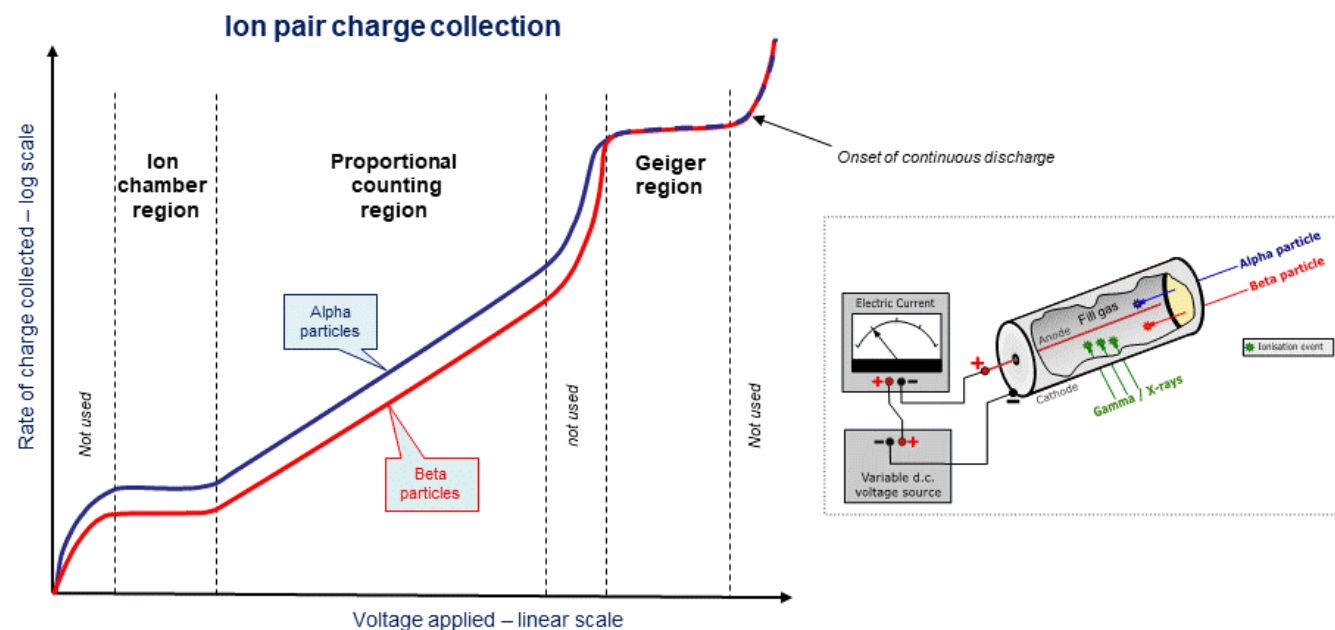 Ion pair charge collection
Rate of charge collected – log scale
Ion
chamber
region
Proportional
counting
region
Geiger
region
Onset of continuous discharge
Alpha
particles
Beta
particles
Not used
not used
Not used
Voltage applied – linear scale
Alpha particle
Beta particle
Electric Current
Fill gas
Anode
+
Ionisation event
+ −
Cathode
−
Gamma / X-rays
− +
Variable d.c.
voltage source